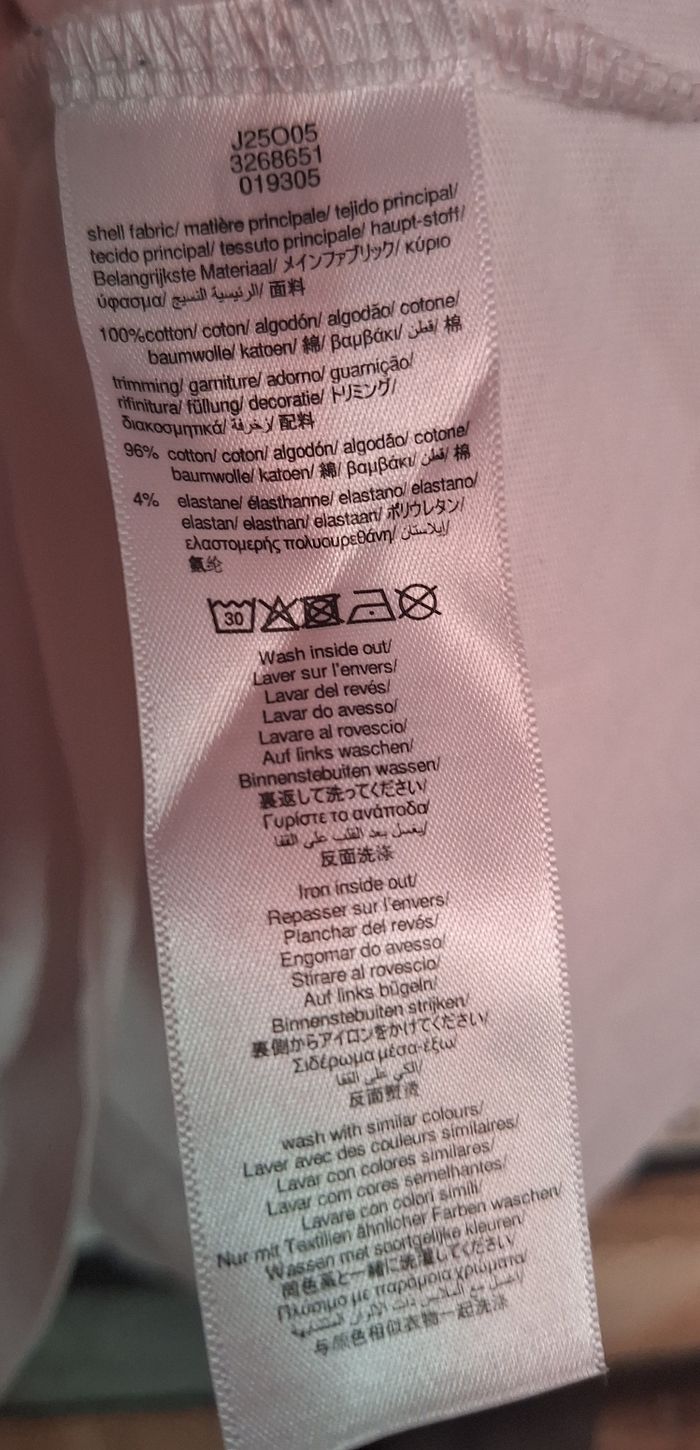 J25O05
3268651
019305
shell fabric/ matière principale/ tejido principal/
tecido principal/ tessuto principale/ haupt-stoff/
Belangrijkste Materiaal/ メインファブリック/ κύριο
ύφασμα/ الرئيسية النسيج/ 面料
100%cotton/ coton/ algodón/ algodão/ cotone/
baumwolle/ katoen/ 綿/ βαμβάκι/ قطن/ 棉
trimming/ garniture/ adorno/ guarnição/
rifinitura/ füllung/ decoratie/ トリミング/
διακοσμητικά/ زخرفة/ 配料
96% cotton/ coton/ algodón/ algodão/ cotone/
baumwolle/ katoen/ 綿/ βαμβάκι/ قطن/ 棉
4% elastane/ élasthanne/ elastano/ elastano/
elastan/ elasthan/ elastaan/ ポリウレタン/
ελαστομερής πολυουρεθάνη/ إيلاستان/
氨纶
30
Wash inside out/
Laver sur l'envers/
Lavar del revés/
Lavar do avesso/
Lavare al rovescio/
Auf links waschen/
Binnenstebuiten wassen/
裏返して洗ってください/
Γυρίστε το ανάποδα/
يغسل بعد القلب على القفا/
反面洗涤
Iron inside out/
Repasser sur l'envers/
Planchar del revés/
Engomar do avesso/
Stirare al rovescio/
Auf links bügeln/
Binnenstebuiten strijken/
裏側からアイロンをかけてください/
Σιδέρωμα μέσα-έξω/
الكي على القفا/
反面熨烫
wash with similar colours/
Laver avec des couleurs similaires/
Lavar con colores similares/
Lavar com cores semelhantes/
Lavare con colori simili/
Nur mit Textilien ähnlicher Farben waschen/
Wassen met soortgelijke kleuren/
同色系と一緒に洗濯してください/
Πλύσιμο με παρόμοια χρώματα/
اغسل مع الملابس ذات الألوان المتشابهة/
与颜色相似衣物一起洗涤